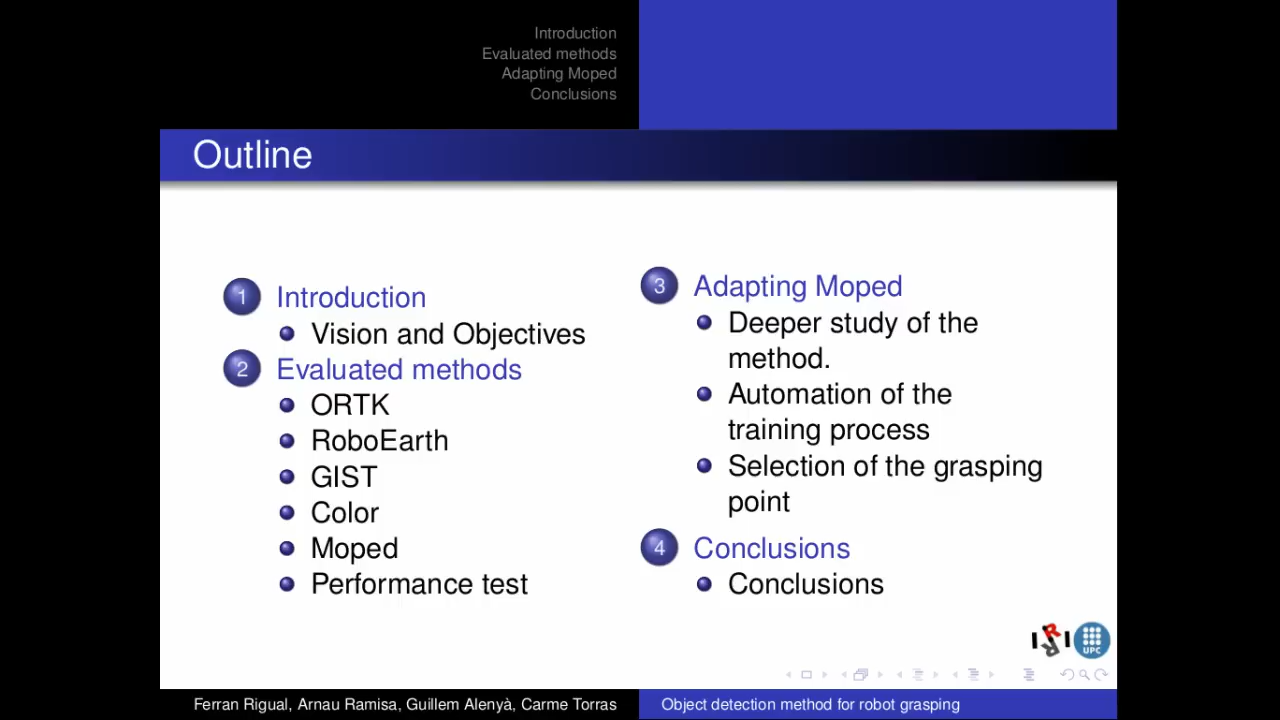 Introduction
Evaluated methods
Adapting Moped
Conclusions
Outline
1 Introduction
Vision and Objectives
2 Evaluated methods
ORTK
RoboEarth
GIST
Color
Moped
Performance test
3 Adapting Moped
Deeper study of the
method.
Automation of the
training process
Selection of the grasping
point
4 Conclusions
Conclusions
IRI
UPC
Ferran Rigual, Arnau Ramisa, Guillem Alenyà, Carme Torras
Object detection method for robot grasping